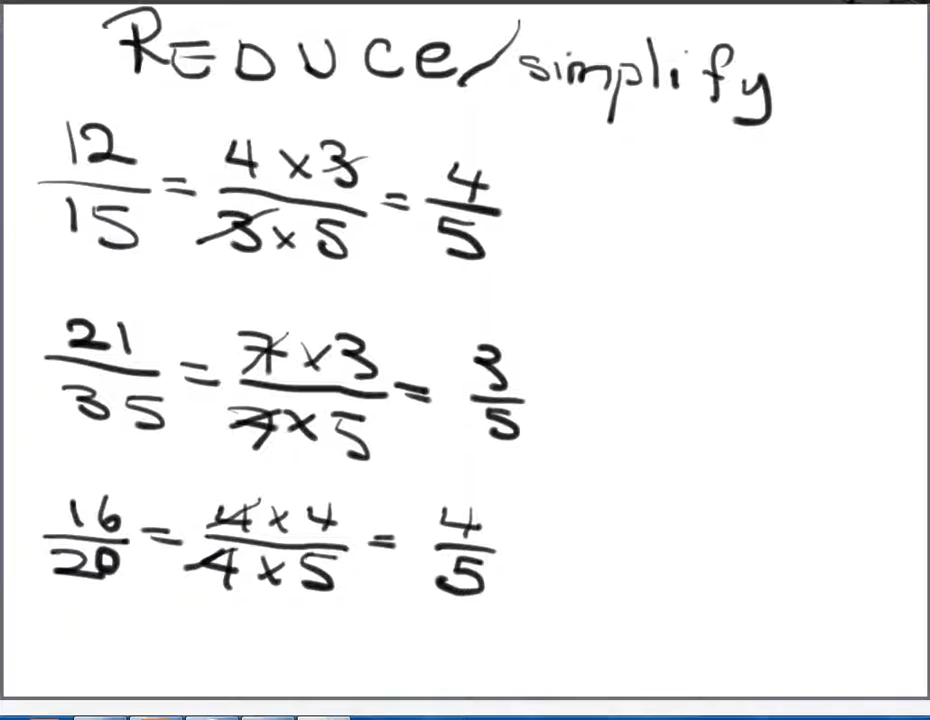 REDUCE/simplify
12/15 = 4 x 3/3 x 5 = 4/5
21/35 = 7 x 3/7 x 5 = 3/5
16/20 = 4 x 4/4 x 5 = 4/5